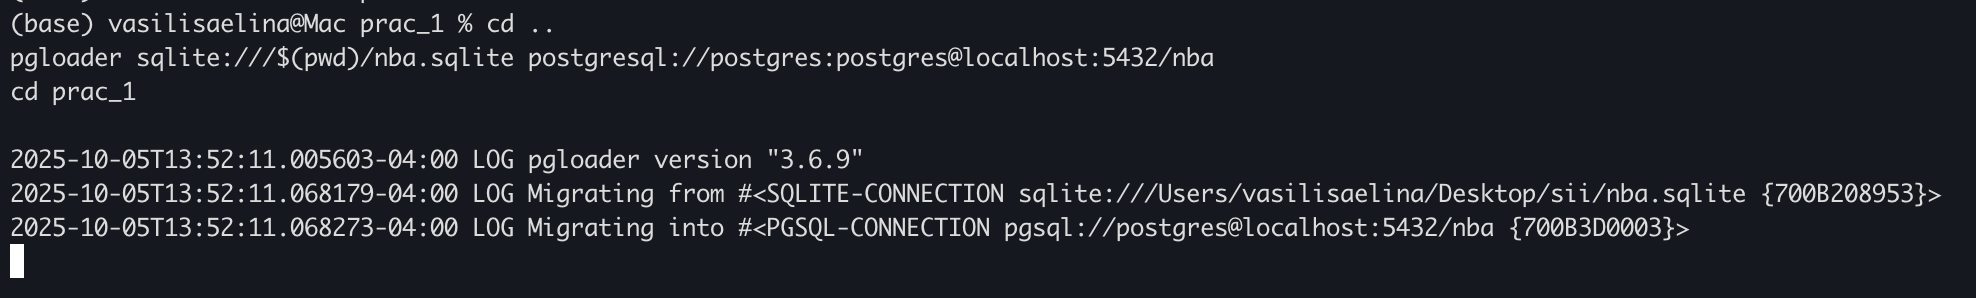 (base) vasilisaelina@Mac prac_1 % cd ..
pgloader sqlite:///$(pwd)/nba.sqlite postgresql://postgres:postgres@localhost:5432/nba
cd prac_1
2025-10-05T13:52:11.005603-04:00 LOG pgloader version "3.6.9"
2025-10-05T13:52:11.068179-04:00 LOG Migrating from #<SQLITE-CONNECTION sqlite:///Users/vasilisaelina/Desktop/sii/nba.sqlite {700B208953}>
2025-10-05T13:52:11.068273-04:00 LOG Migrating into #<PGSQL-CONNECTION pgsql://postgres@localhost:5432/nba {700B3D0003}>